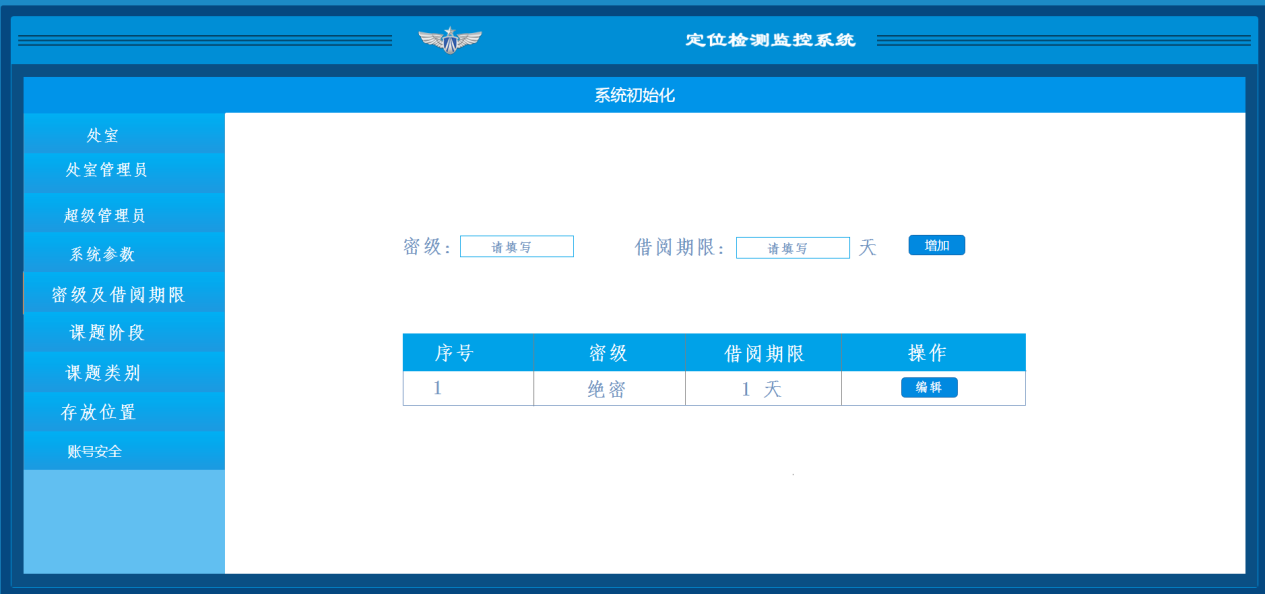 定位检测监控系统
系统初始化
处室
处室管理员
超级管理员
系统参数
密级及借阅期限
课题阶段
课题类别
存放位置
账号安全
密级: 请填写 借阅期限: 请填写 天 增加
序号 密级 借阅期限 操作
1 绝密 1 天 编辑